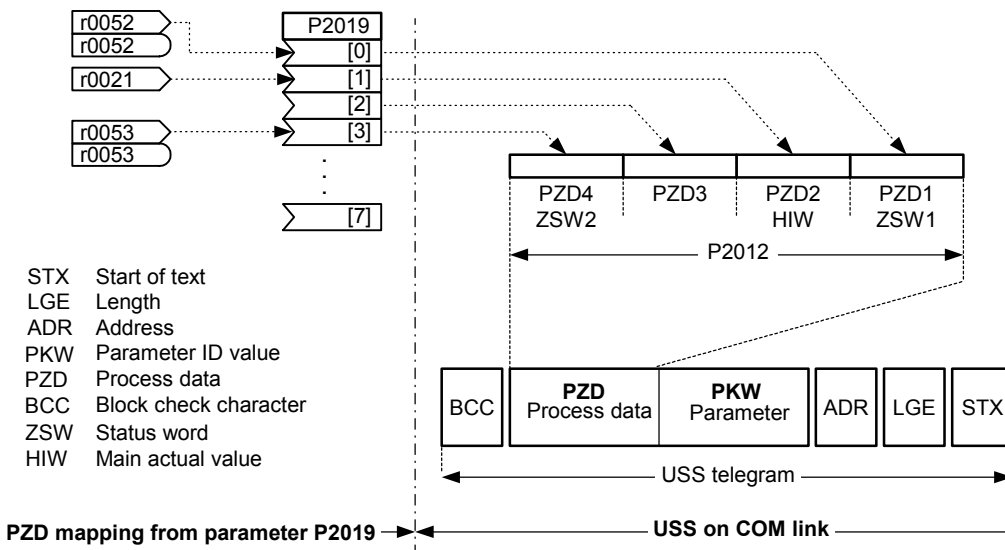 r0052
r0052
r0021
r0053
r0053
P2019
[0]
[1]
[2]
[3]
.
.
.
[7]
PZD4 PZD3 PZD2 PZD1
ZSW2 HIW ZSW1
P2012
STX Start of text
LGE Length
ADR Address
PKW Parameter ID value
PZD Process data
BCC Block check character
ZSW Status word
HIW Main actual value
BCC
PZD
Process data
PKW
Parameter
ADR
LGE
STX
USS telegram
PZD mapping from parameter P2019
USS on COM link